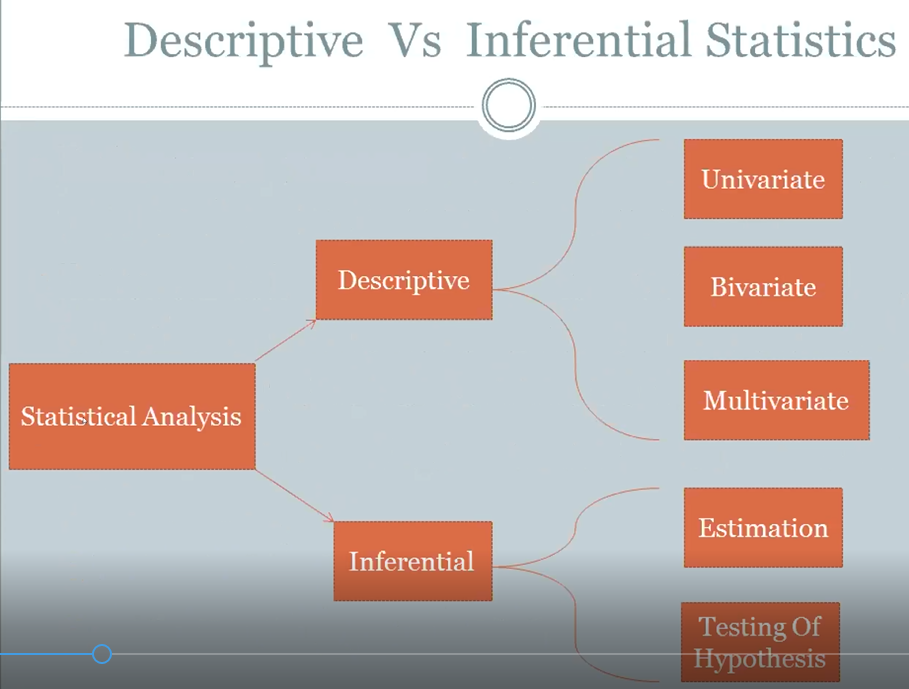 Descriptive Vs Inferential Statistics
Univariate
Descriptive
Bivariate
Statistical Analysis
Multivariate
Inferential
Estimation
Testing Of
Hypothesis